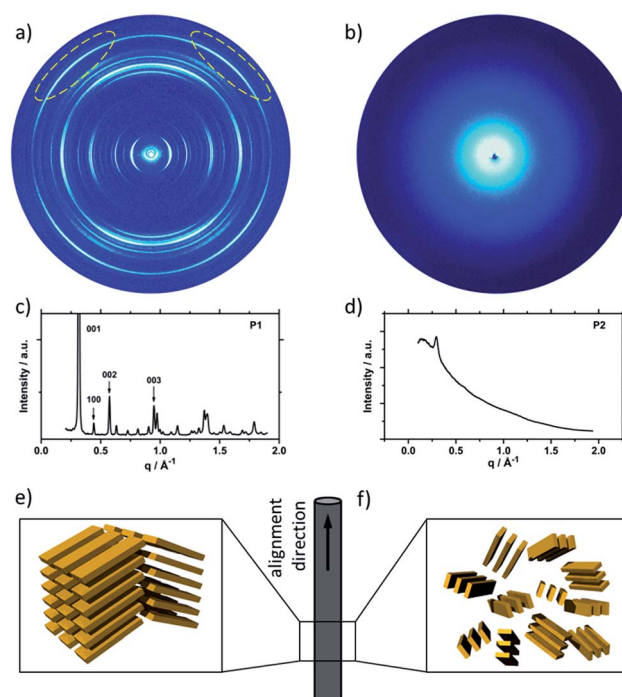 a)
b)
c)
Intensity / a.u.
001
100
002
003
P1
0.0
0.5
1.0
1.5
2.0
q / Å⁻¹
d)
Intensity / a.u.
P2
0.0
0.5
1.0
1.5
2.0
q / Å⁻¹
e)
alignment
direction
f)